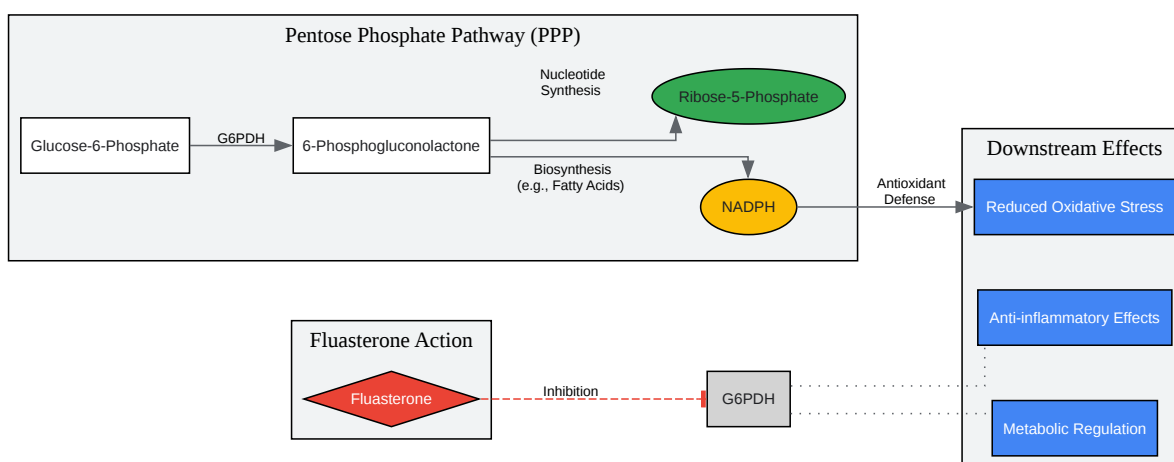 Pentose Phosphate Pathway (PPP)
Nucleotide
Synthesis
Ribose-5-Phosphate
Glucose-6-Phosphate
G6PDH
6-Phosphogluconolactone
Biosynthesis
(e.g., Fatty Acids)
NADPH
Antioxidant
Defense
Downstream Effects
Reduced Oxidative Stress
Anti-inflammatory Effects
Metabolic Regulation
Fluasterone Action
Fluasterone
Inhibition
G6PDH